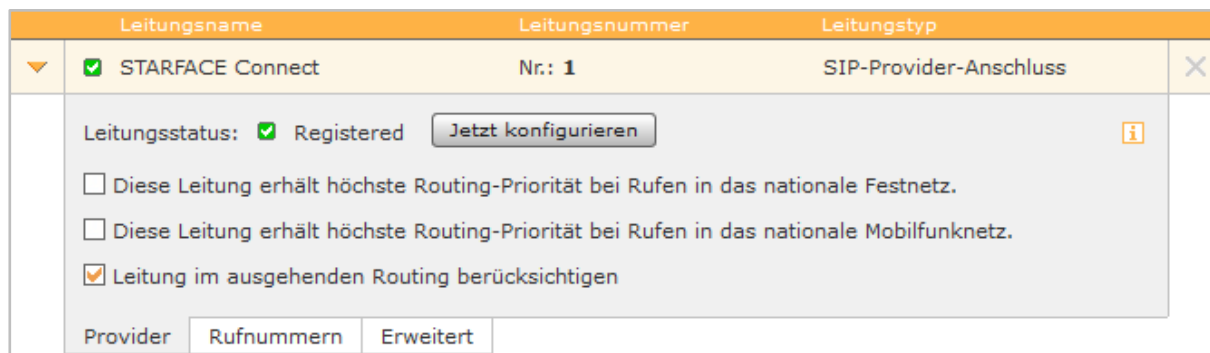 Leitungsname Leitungsnummer Leitungstyp
STARFACE Connect Nr.: 1 SIP-Provider-Anschluss
Leitungsstatus: Registered Jetzt konfigurieren i
Diese Leitung erhält höchste Routing-Priorität bei Rufen in das nationale Festnetz.
Diese Leitung erhält höchste Routing-Priorität bei Rufen in das nationale Mobilfunknetz.
Leitung im ausgehenden Routing berücksichtigen
Provider Rufnummern Erweitert